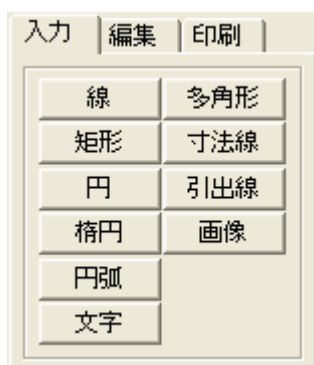 入力 編集 印刷
線 多角形
矩形 寸法線
円 引出線
楕円 画像
円弧
文字